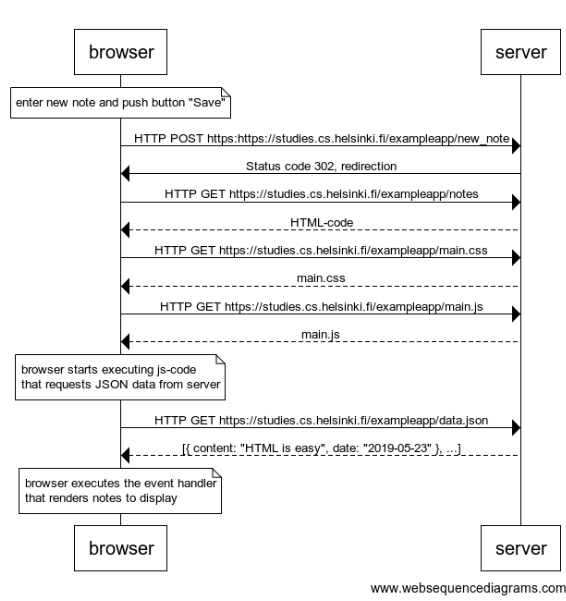 browser
server
enter new note and push button "Save"
HTTP POST https:https://studies.cs.helsinki.fi/exampleapp/new_note
Status code 302, redirection
HTTP GET https://studies.cs.helsinki.fi/exampleapp/notes
HTML-code
HTTP GET https://studies.cs.helsinki.fi/exampleapp/main.css
main.css
HTTP GET https://studies.cs.helsinki.fi/exampleapp/main.js
main.js
browser starts executing js-code
that requests JSON data from server
HTTP GET https://studies.cs.helsinki.fi/exampleapp/data.json
[{ content: "HTML is easy", date: "2019-05-23" }, ...]
browser executes the event handler
that renders notes to display
browser
server
www.websequencediagrams.com